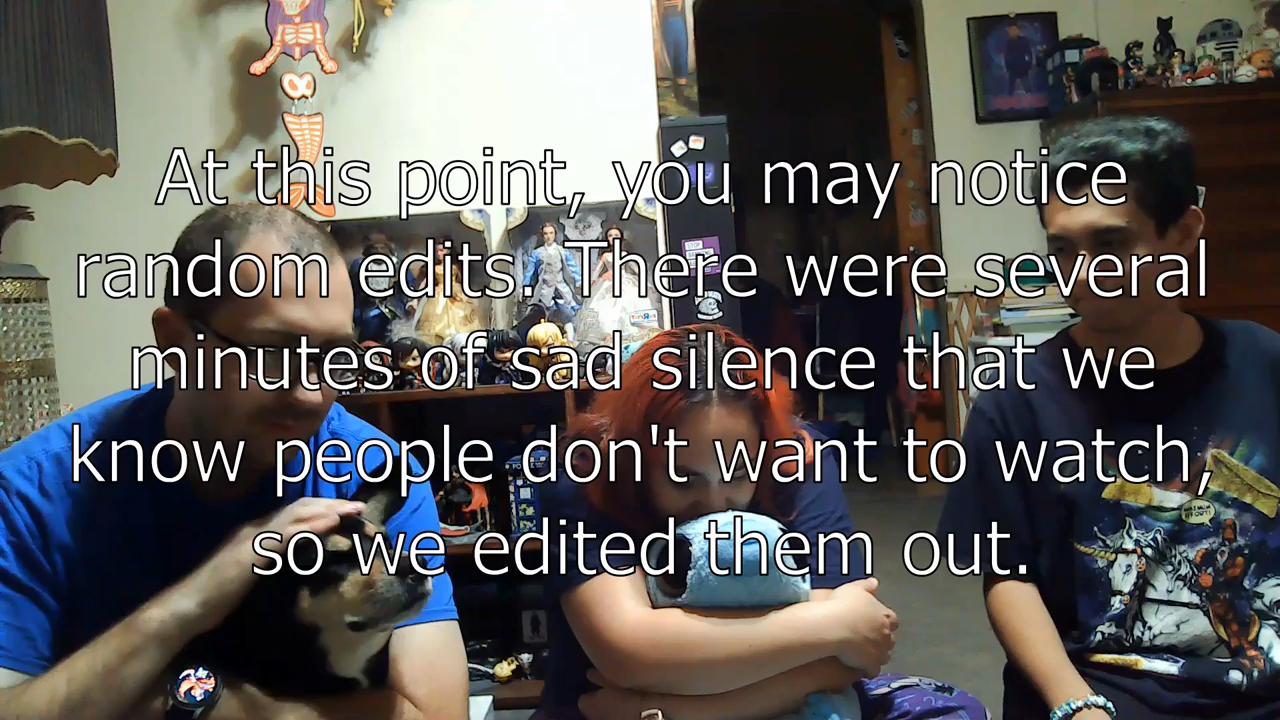 At this point, you may notice
random edits. There were several
minutes of sad silence that we
know people don't want to watch,
so we edited them out.